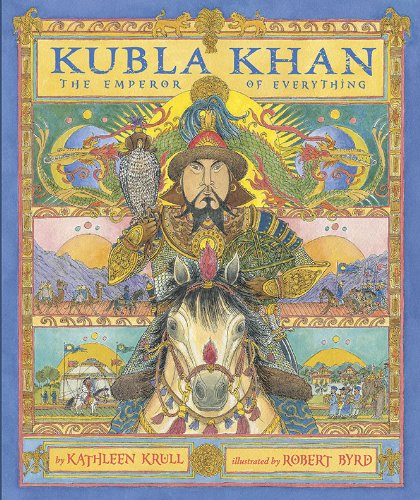 KUBLA KHAN
THE EMPEROR OF EVERYTHING
by KATHLEEN KRULL illustrated by ROBERT BYRD